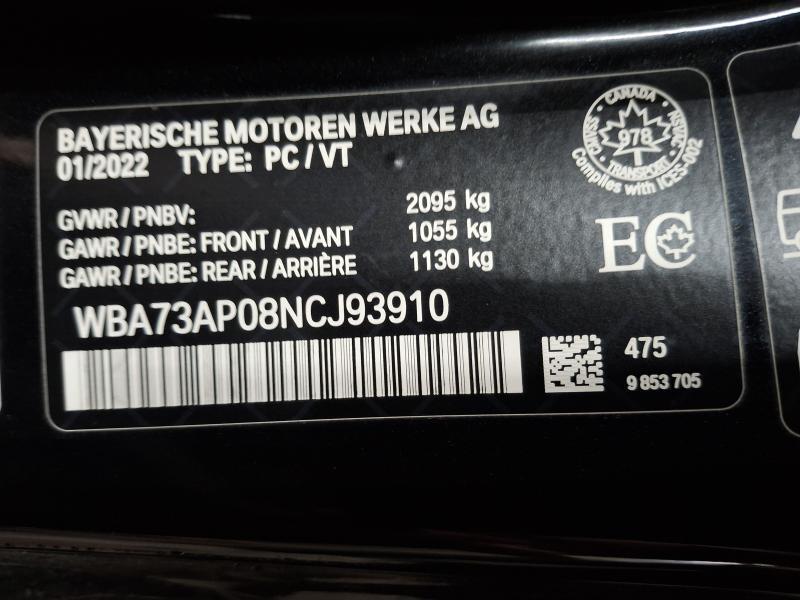 BAYERISCHE MOTOREN WERKE AG
01/2022 TYPE: PC / VT
GVWR / PNBV: 2095 kg
GAWR / PNBE: FRONT / AVANT 1055 kg
GAWR / PNBE: REAR / ARRIÈRE 1130 kg
WBA73AP08NCJ93910
CANADA
978
TRANSPORT
Complies with ICES-002
EC
475
9 853 705